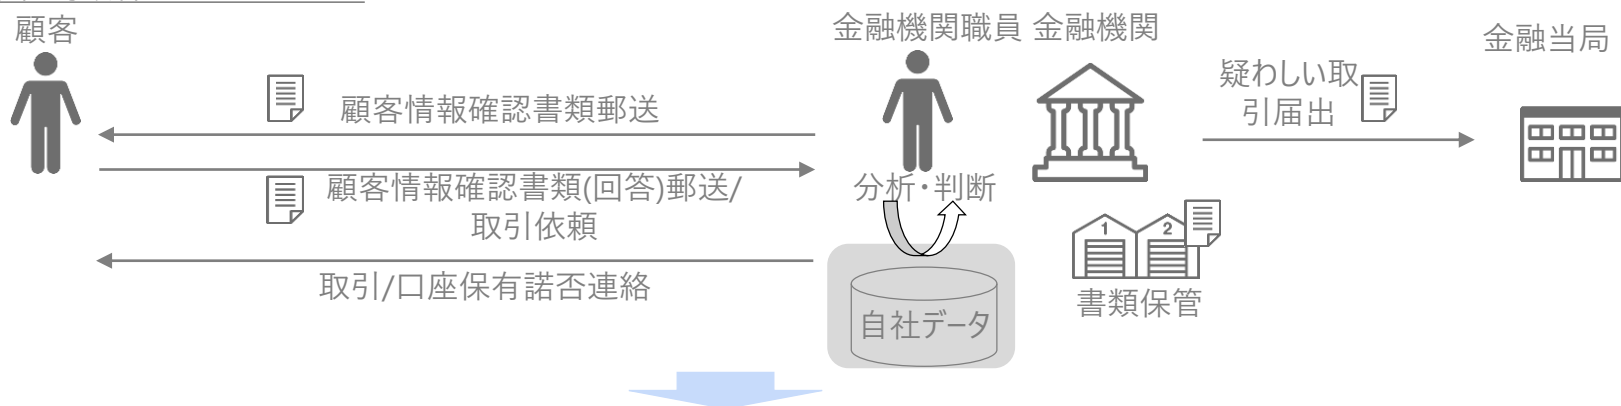 顧客
金融機関職員
金融機関
金融当局
疑わしい取
引届出
顧客情報確認書類郵送
顧客情報確認書類(回答)郵送/
取引依頼
分析・判断
1
2
取引/口座保有諾否連絡
書類保管
自社データ